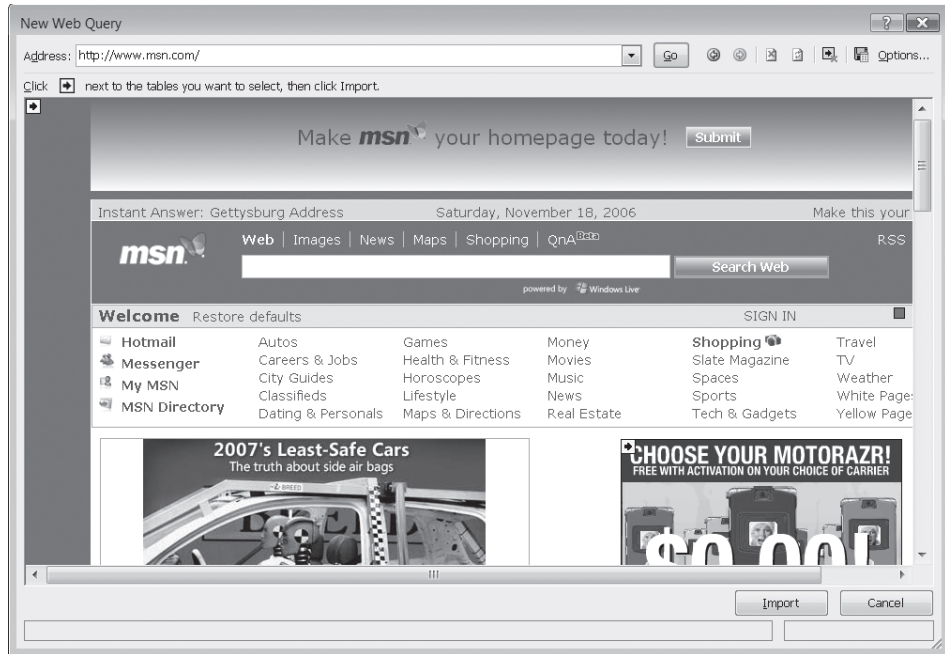 New Web Query
Address: http://www.msn.com/ Go Options...
Click next to the tables you want to select, then click Import.
Make msn your homepage today! Submit
Instant Answer: Gettysburg Address Saturday, November 18, 2006 Make this your
msn Web | Images | News | Maps | Shopping | QnA Beta RSS
Search Web
powered by Windows Live
Welcome Restore defaults SIGN IN
Hotmail Autos Games Money Shopping Travel
Messenger Careers & Jobs Health & Fitness Movies Slate Magazine TV
My MSN City Guides Horoscopes Music Spaces Weather
MSN Directory Classifieds Lifestyle News Sports White Page
Dating & Personals Maps & Directions Real Estate Tech & Gadgets Yellow Page
2007's Least-Safe Cars
The truth about side air bags
BREED
CHOOSE YOUR MOTORAZR!
FREE WITH ACTIVATION ON YOUR CHOICE OF CARRIER
$0.00!
Import Cancel